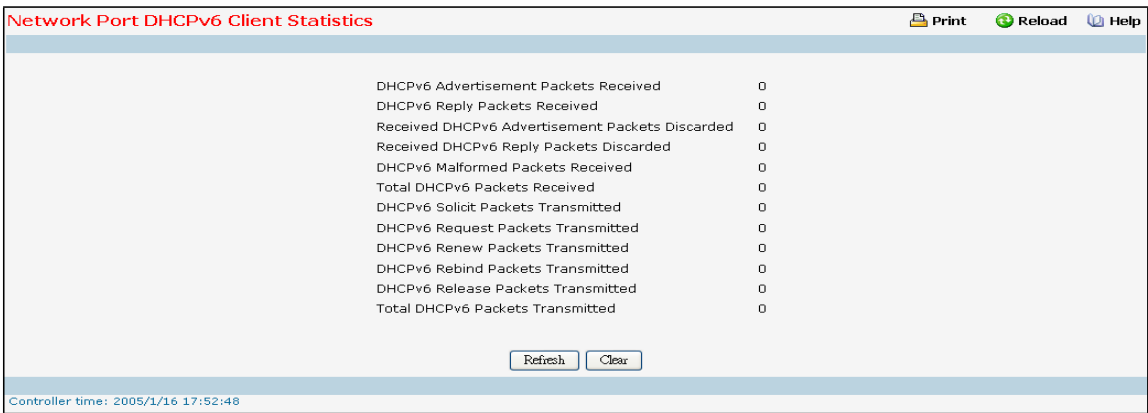 Network Port DHCPv6 Client Statistics Print Reload Help
DHCPv6 Advertisement Packets Received 0
DHCPv6 Reply Packets Received 0
Received DHCPv6 Advertisement Packets Discarded 0
Received DHCPv6 Reply Packets Discarded 0
DHCPv6 Malformed Packets Received 0
Total DHCPv6 Packets Received 0
DHCPv6 Solicit Packets Transmitted 0
DHCPv6 Request Packets Transmitted 0
DHCPv6 Renew Packets Transmitted 0
DHCPv6 Rebind Packets Transmitted 0
DHCPv6 Release Packets Transmitted 0
Total DHCPv6 Packets Transmitted 0
Refresh Clear
Controller time: 2005/1/16 17:52:48